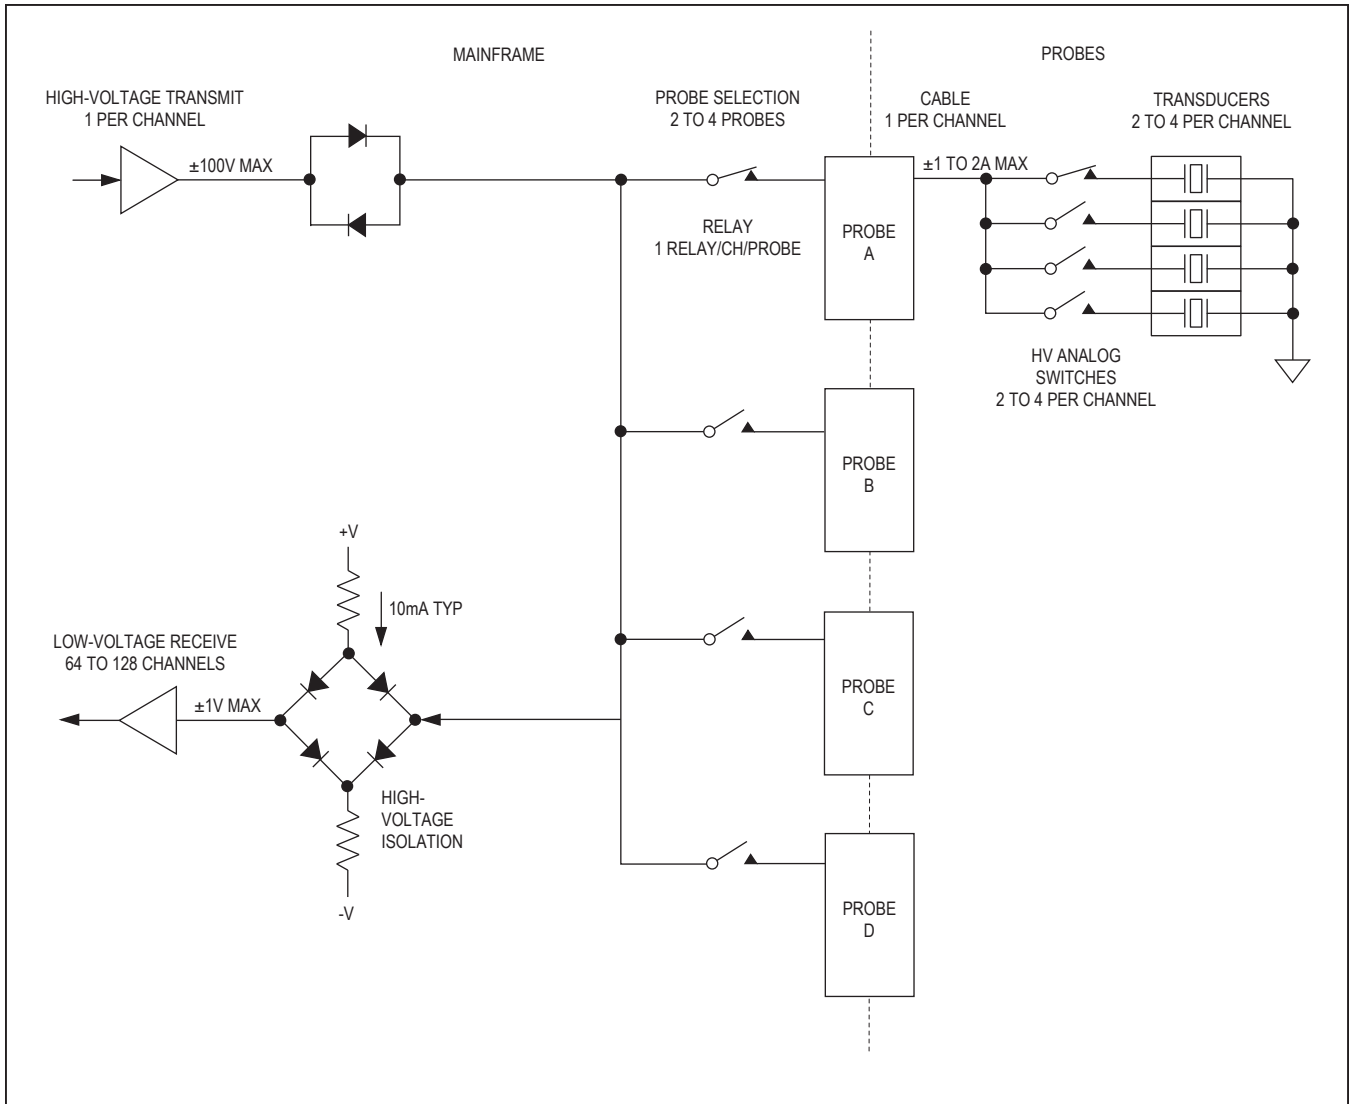 MAINFRAME
PROBES
HIGH-VOLTAGE TRANSMIT
1 PER CHANNEL
±100V MAX
PROBE SELECTION
2 TO 4 PROBES
RELAY
1 RELAY/CH/PROBE
CABLE
1 PER CHANNEL
±1 TO 2A MAX
TRANSDUCERS
2 TO 4 PER CHANNEL
PROBE
A
HV ANALOG
SWITCHES
2 TO 4 PER CHANNEL
PROBE
B
+V
10mA TYP
LOW-VOLTAGE RECEIVE
64 TO 128 CHANNELS
±1V MAX
HIGH-
VOLTAGE
ISOLATION
-V
PROBE
C
PROBE
D